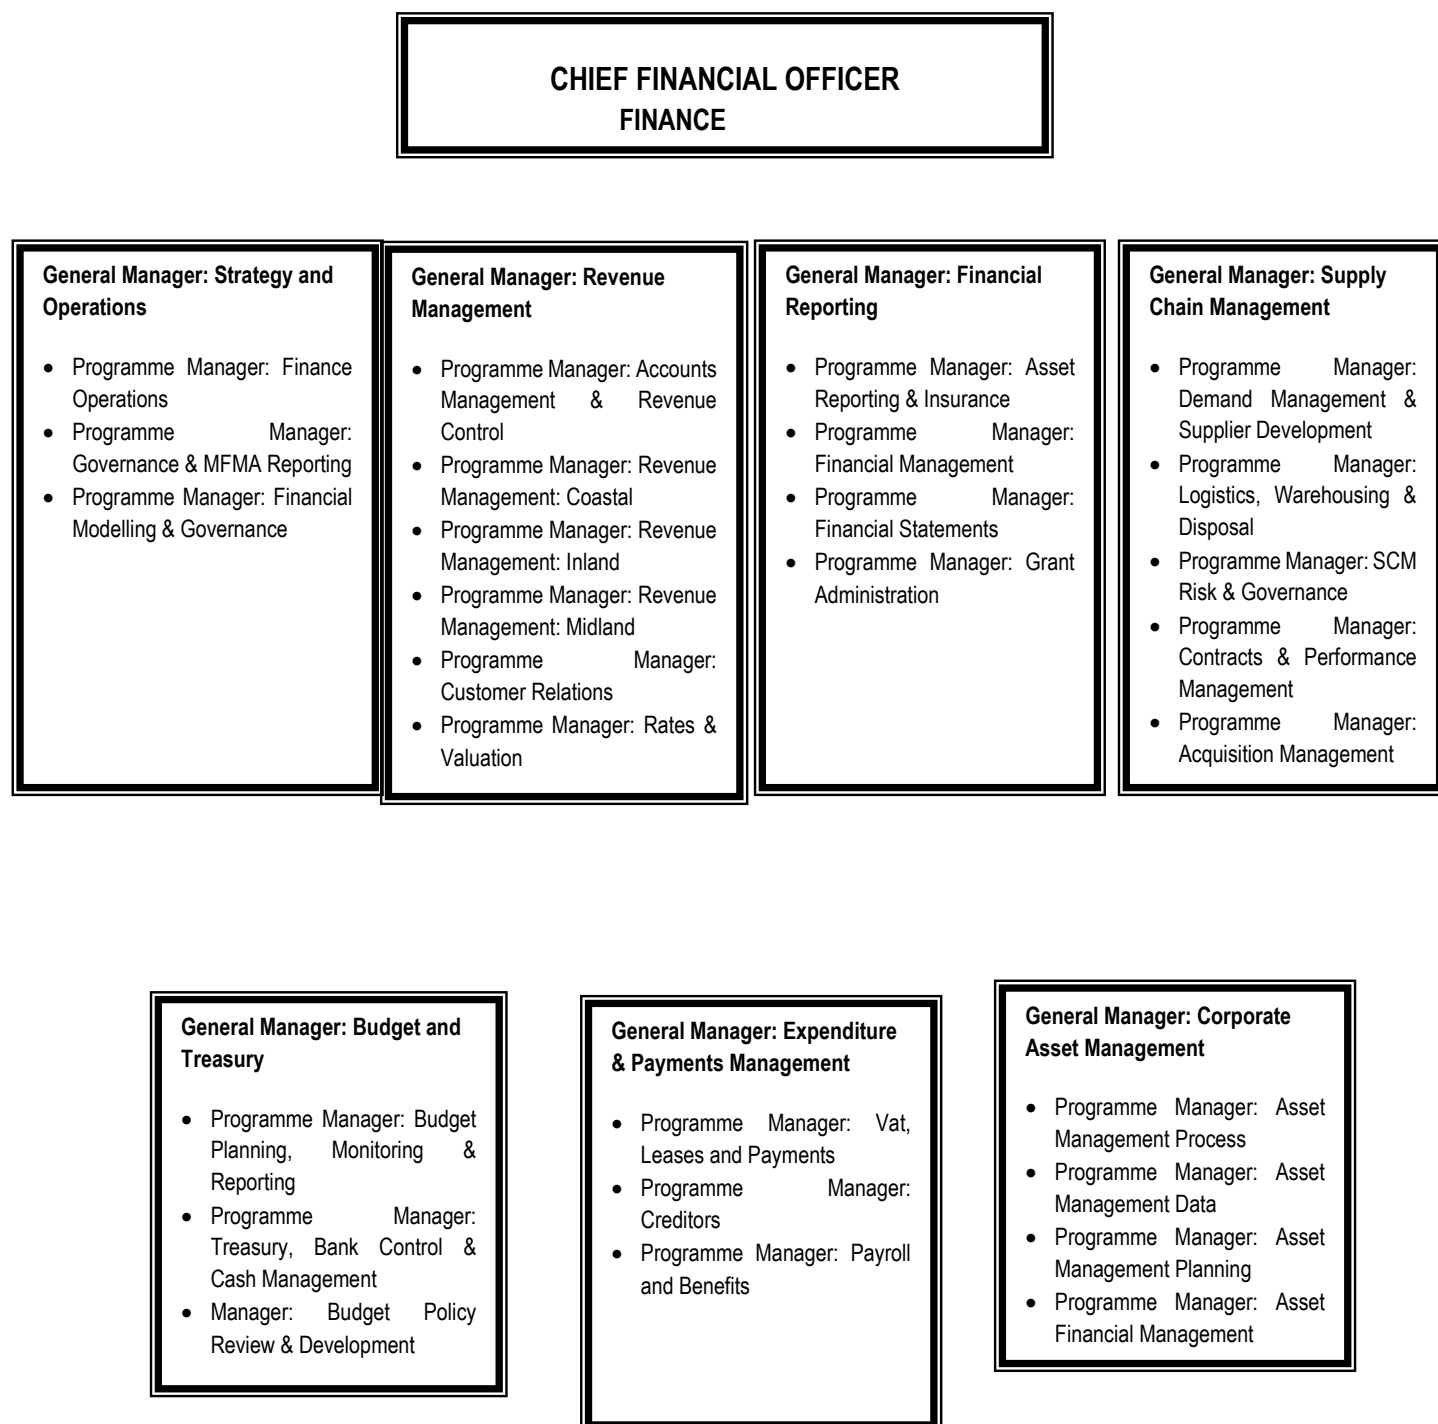 CHIEF FINANCIAL OFFICER
FINANCE
General Manager: Strategy and
Operations
• Programme Manager: Finance
Operations
• Programme Manager:
Governance & MFMA Reporting
• Programme Manager: Financial
Modelling & Governance
General Manager: Revenue
Management
• Programme Manager: Accounts
Management & Revenue
Control
• Programme Manager: Revenue
Management: Coastal
• Programme Manager: Revenue
Management: Inland
• Programme Manager: Revenue
Management: Midland
• Programme Manager:
Customer Relations
• Programme Manager: Rates &
Valuation
General Manager: Financial
Reporting
• Programme Manager: Asset
Reporting & Insurance
• Programme Manager:
Financial Management
• Programme Manager:
Financial Statements
• Programme Manager: Grant
Administration
General Manager: Supply
Chain Management
• Programme Manager:
Demand Management &
Supplier Development
• Programme Manager:
Logistics, Warehousing &
Disposal
• Programme Manager: SCM
Risk & Governance
• Programme Manager:
Contracts & Performance
Management
• Programme Manager:
Acquisition Management
General Manager: Budget and
Treasury
• Programme Manager: Budget
Planning, Monitoring &
Reporting
• Programme Manager:
Treasury, Bank Control &
Cash Management
• Manager: Budget Policy
Review & Development
General Manager: Expenditure
& Payments Management
• Programme Manager: Vat,
Leases and Payments
• Programme Manager:
Creditors
• Programme Manager: Payroll
and Benefits
General Manager: Corporate
Asset Management
• Programme Manager: Asset
Management Process
• Programme Manager: Asset
Management Data
• Programme Manager: Asset
Management Planning
• Programme Manager: Asset
Financial Management